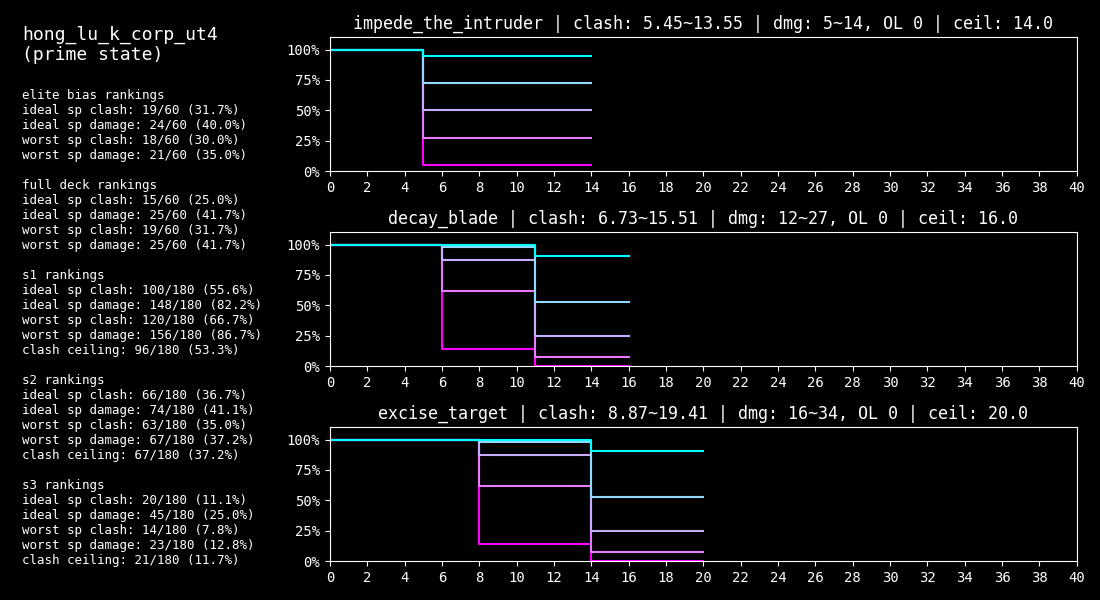 hong_lu_k_corp_ut4
(prime state)
elite bias rankings
ideal sp clash: 19/60 (31.7%)
ideal sp damage: 24/60 (40.0%)
worst sp clash: 18/60 (30.0%)
worst sp damage: 21/60 (35.0%)
full deck rankings
ideal sp clash: 15/60 (25.0%)
ideal sp damage: 25/60 (41.7%)
worst sp clash: 19/60 (31.7%)
worst sp damage: 25/60 (41.7%)
s1 rankings
ideal sp clash: 100/180 (55.6%)
ideal sp damage: 148/180 (82.2%)
worst sp clash: 120/180 (66.7%)
worst sp damage: 156/180 (86.7%)
clash ceiling: 96/180 (53.3%)
s2 rankings
ideal sp clash: 66/180 (36.7%)
ideal sp damage: 74/180 (41.1%)
worst sp clash: 63/180 (35.0%)
worst sp damage: 67/180 (37.2%)
clash ceiling: 67/180 (37.2%)
s3 rankings
ideal sp clash: 20/180 (11.1%)
ideal sp damage: 45/180 (25.0%)
worst sp clash: 14/180 (7.8%)
worst sp damage: 23/180 (12.8%)
clash ceiling: 21/180 (11.7%)
impede_the_intruder | clash: 5.45~13.55 | dmg: 5~14, OL 0 | ceil: 14.0
100%
75%
50%
25%
0%
0 2 4 6 8 10 12 14 16 18 20 22 24 26 28 30 32 34 36 38 40
decay_blade | clash: 6.73~15.51 | dmg: 12~27, OL 0 | ceil: 16.0
100%
75%
50%
25%
0%
0 2 4 6 8 10 12 14 16 18 20 22 24 26 28 30 32 34 36 38 40
excise_target | clash: 8.87~19.41 | dmg: 16~34, OL 0 | ceil: 20.0
100%
75%
50%
25%
0%
0 2 4 6 8 10 12 14 16 18 20 22 24 26 28 30 32 34 36 38 40